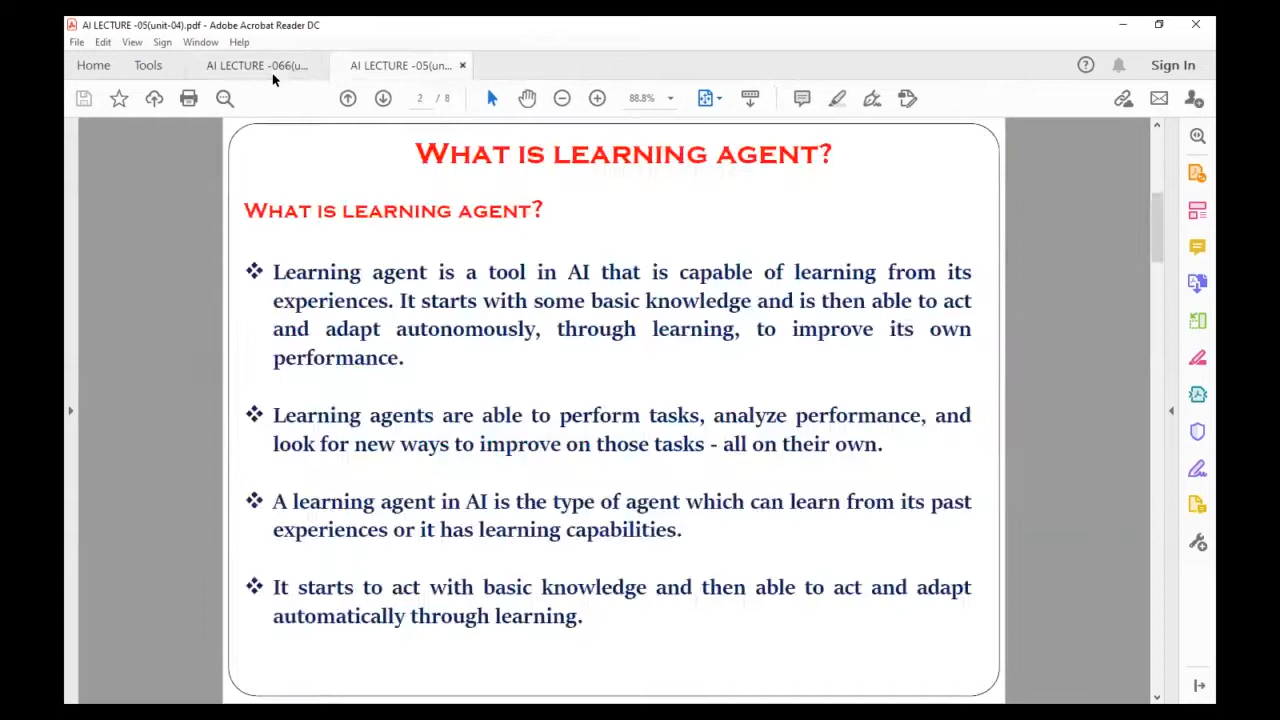 AI LECTURE -05(unit-04).pdf - Adobe Acrobat Reader DC
File Edit View Sign Window Help
Home Tools AI LECTURE -066(u... AI LECTURE -05(un... ×
Sign In
2 / 8 88.8%
WHAT IS LEARNING AGENT?
WHAT IS LEARNING AGENT?
❖ Learning agent is a tool in AI that is capable of learning from its
experiences. It starts with some basic knowledge and is then able to act
and adapt autonomously, through learning, to improve its own
performance.
❖ Learning agents are able to perform tasks, analyze performance, and
look for new ways to improve on those tasks - all on their own.
❖ A learning agent in AI is the type of agent which can learn from its past
experiences or it has learning capabilities.
❖ It starts to act with basic knowledge and then able to act and adapt
automatically through learning.